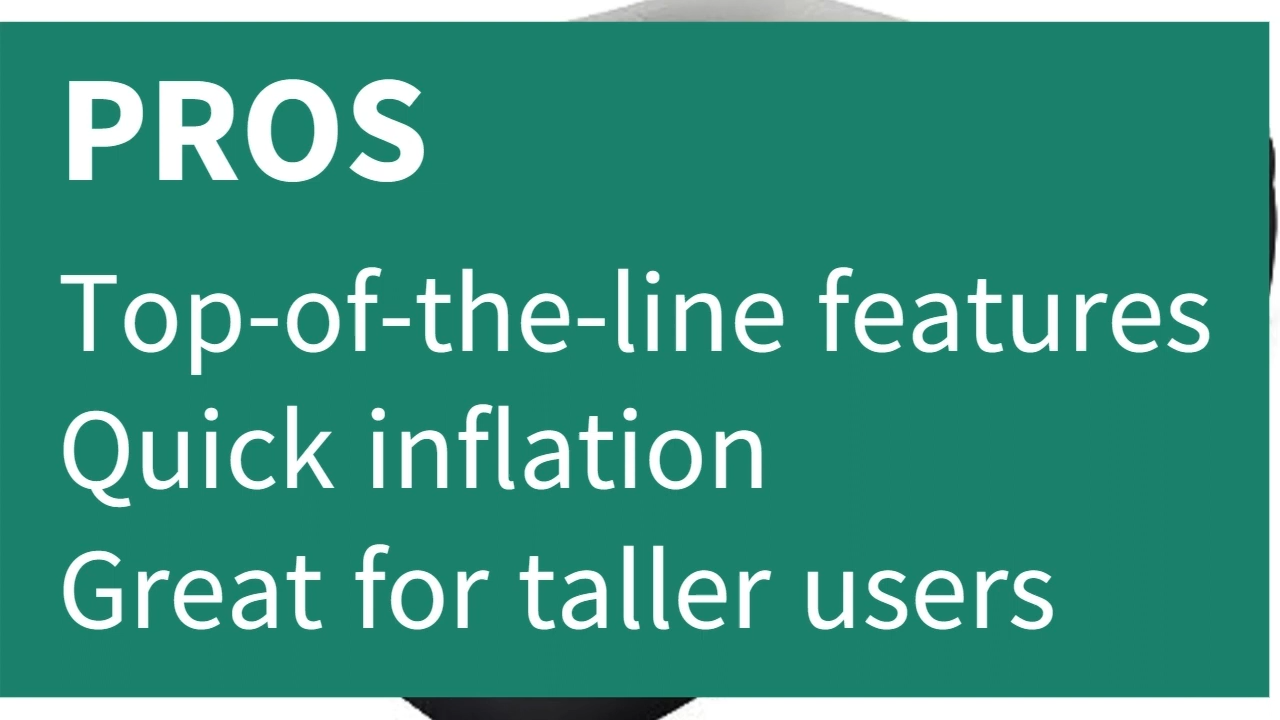 PROS
Top-of-the-line features
Quick inflation
Great for taller users